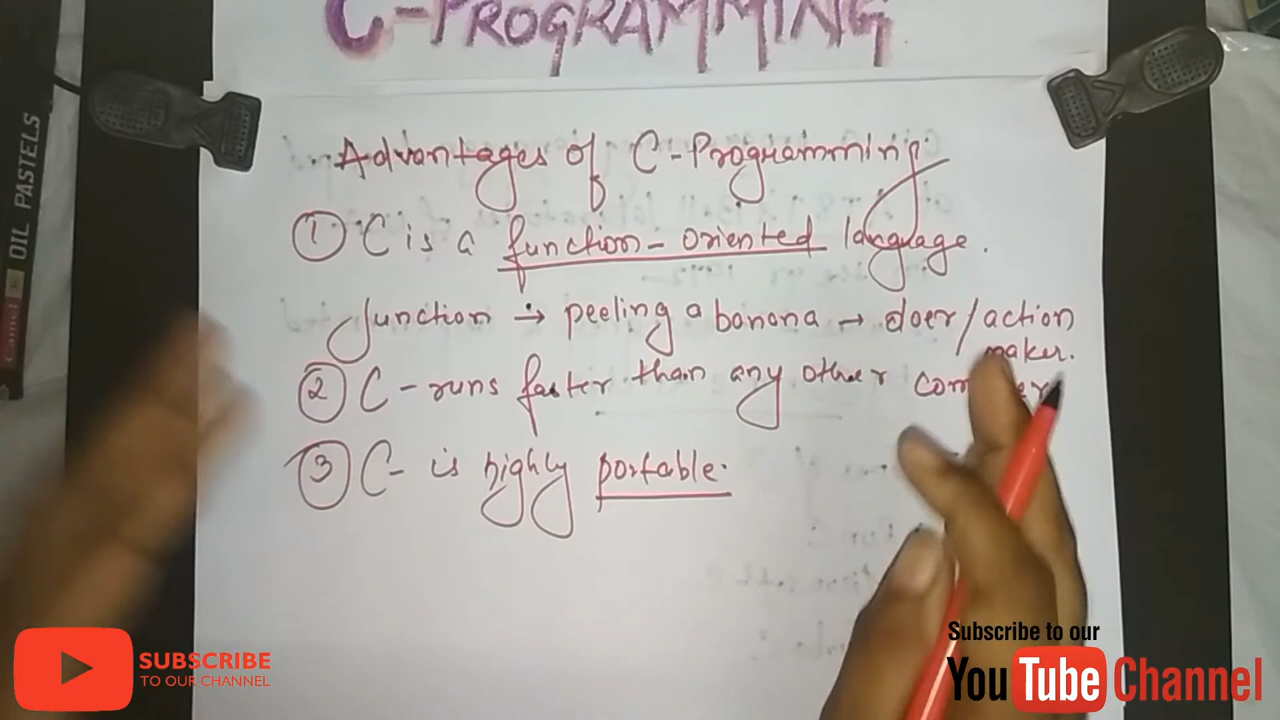 C-PROGRAMMING
Advantages of C-Programming
① C is a function-oriented language.
function → peeling a banana → doer/action
maker.
② C-runs faster than any other
③ C- is highly portable.
OIL PASTELS
Camel
SUBSCRIBE
TO OUR CHANNEL
Subscribe to our
YouTube Channel